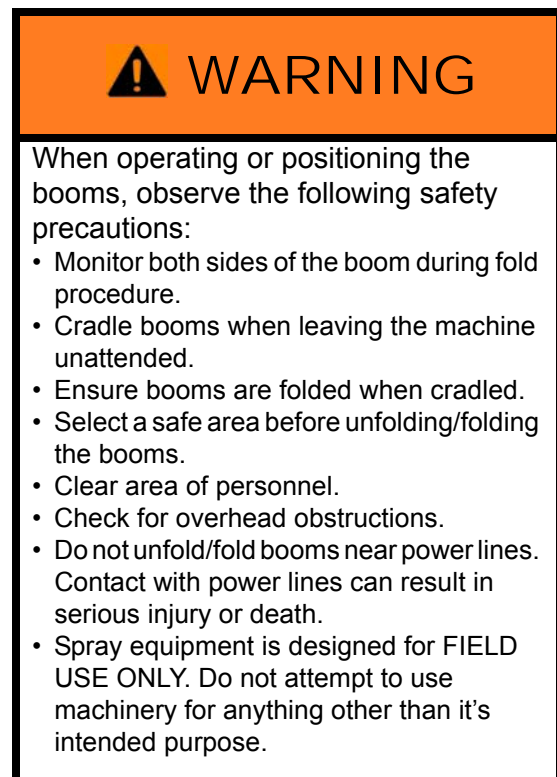 WARNING
When operating or positioning the
booms, observe the following safety
precautions:
• Monitor both sides of the boom during fold
procedure.
• Cradle booms when leaving the machine
unattended.
• Ensure booms are folded when cradled.
• Select a safe area before unfolding/folding
the booms.
• Clear area of personnel.
• Check for overhead obstructions.
• Do not unfold/fold booms near power lines.
Contact with power lines can result in
serious injury or death.
• Spray equipment is designed for FIELD
USE ONLY. Do not attempt to use
machinery for anything other than it’s
intended purpose.